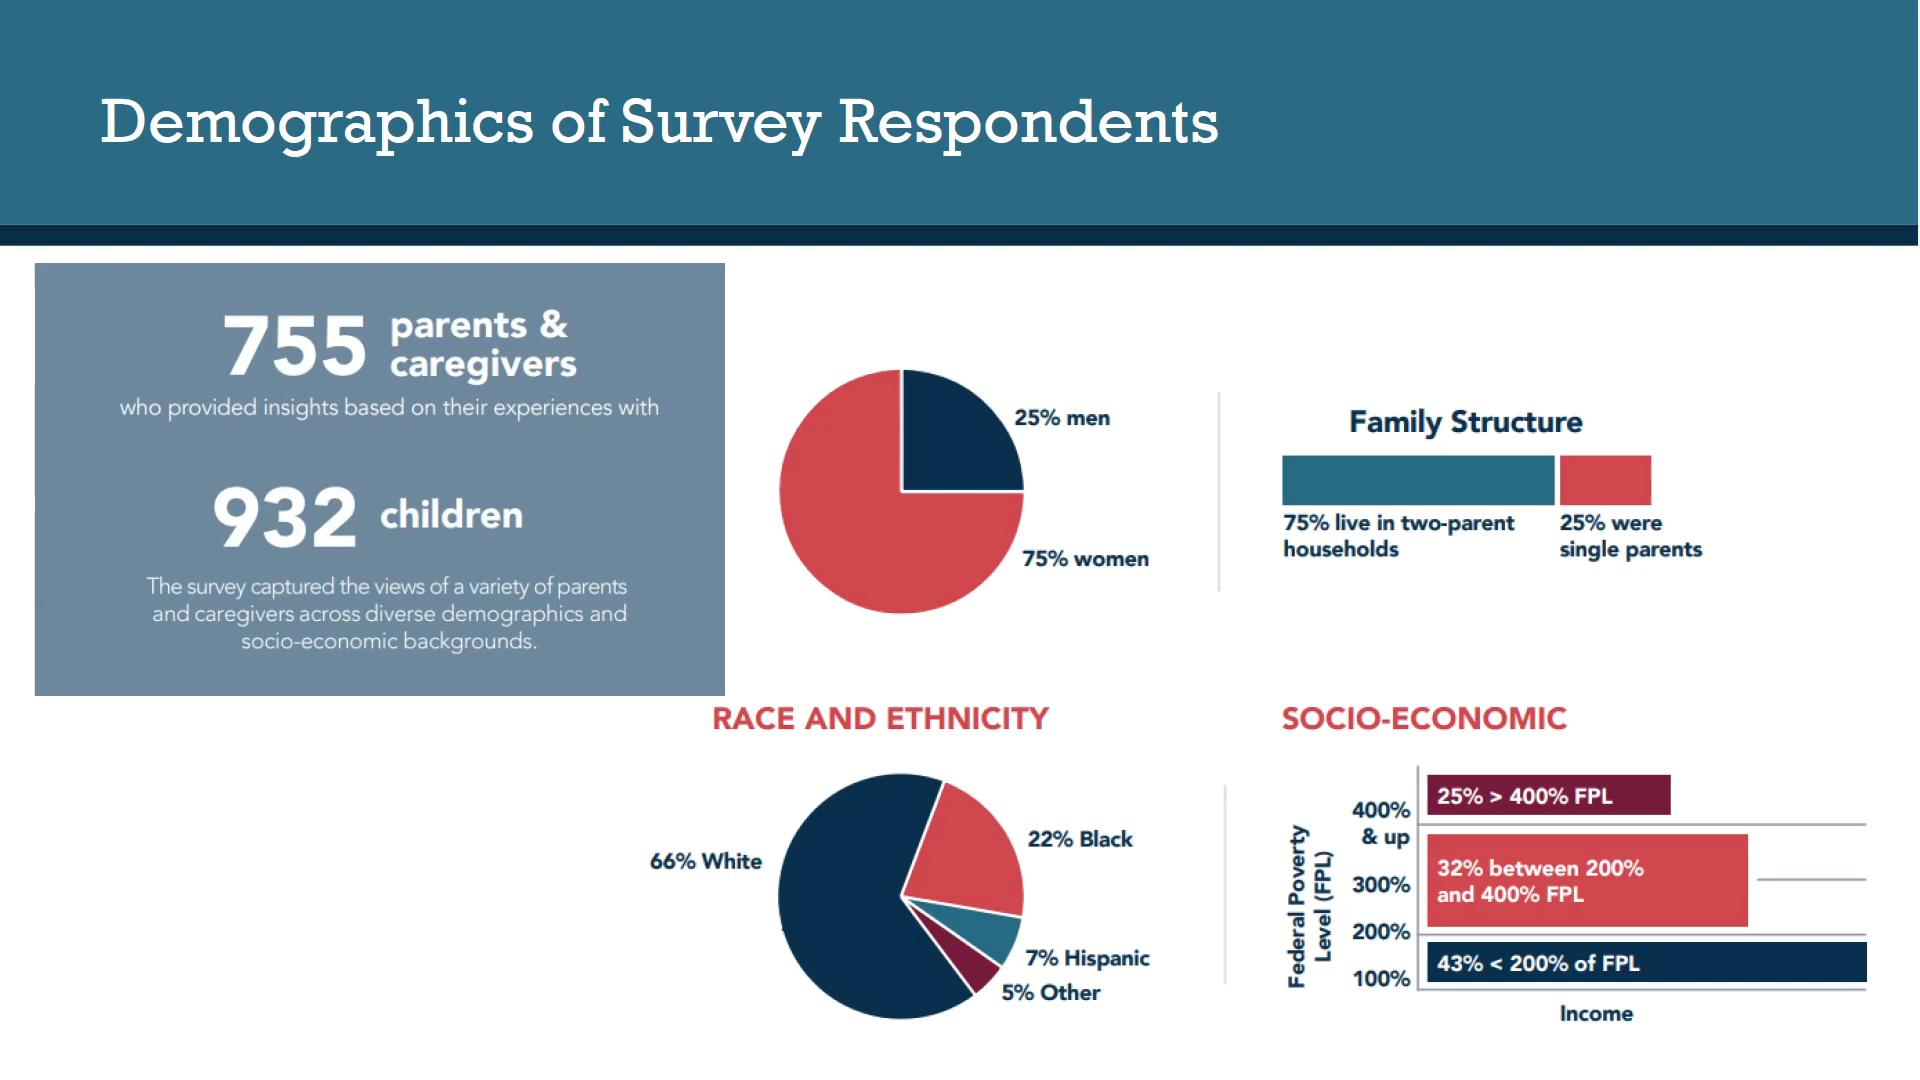 Demographics of Survey Respondents
755 parents &
caregivers
who provided insights based on their experiences with
932 children
The survey captured the views of a variety of parents
and caregivers across diverse demographics and
socio-economic backgrounds.
25% men
75% women
Family Structure
75% live in two-parent
households
25% were
single parents
RACE AND ETHNICITY
66% White
22% Black
7% Hispanic
5% Other
SOCIO-ECONOMIC
Federal Poverty
Level (FPL)
400%
& up
300%
200%
100%
25% > 400% FPL
32% between 200%
and 400% FPL
43% < 200% of FPL
Income